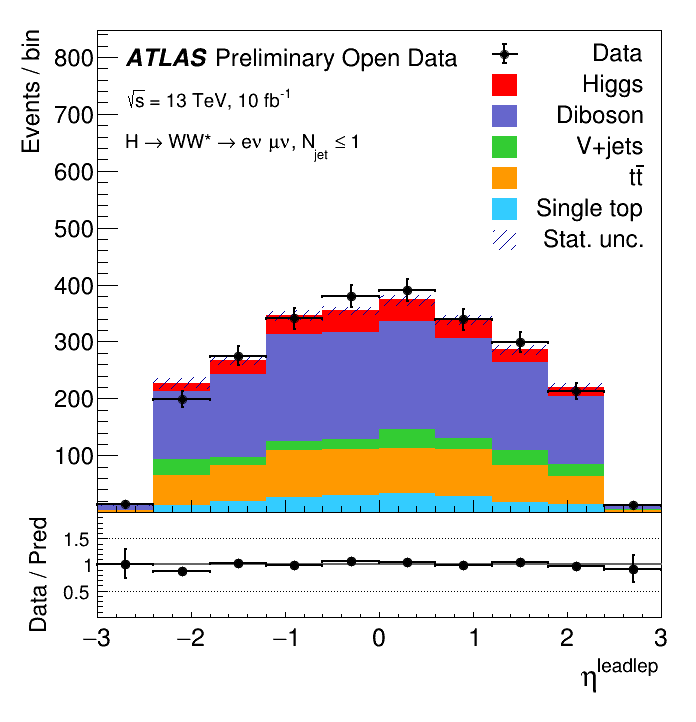 Events / bin
800
700
600
500
400
300
200
100
ATLAS Preliminary Open Data
√s = 13 TeV, 10 fb⁻¹
H → WW* → eν μν, N_jet ≤ 1
Data
Higgs
Diboson
V+jets
tt̄
Single top
Stat. unc.
Data / Pred
1.5
1
0.5
−3 −2 −1 0 1 2 3
η^leadlep